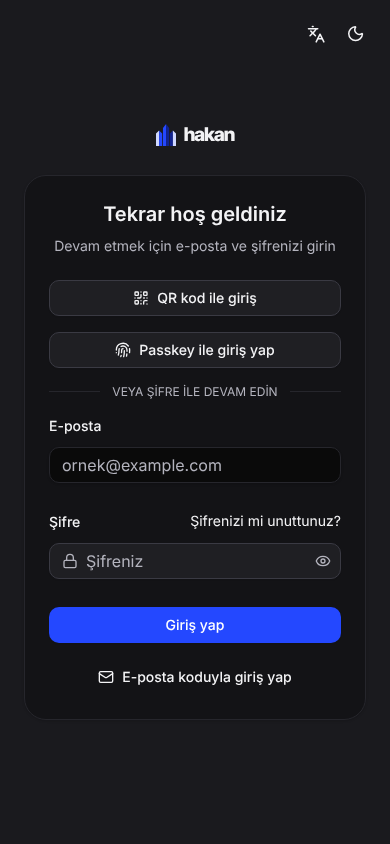 hakan
Tekrar hoş geldiniz
Devam etmek için e-posta ve şifrenizi girin
QR kod ile giriş
Passkey ile giriş yap
VEYA ŞİFRE İLE DEVAM EDİN
E-posta
ornek@example.com
Şifre
Şifrenizi mi unuttunuz?
Şifreniz
Giriş yap
E-posta koduyla giriş yap